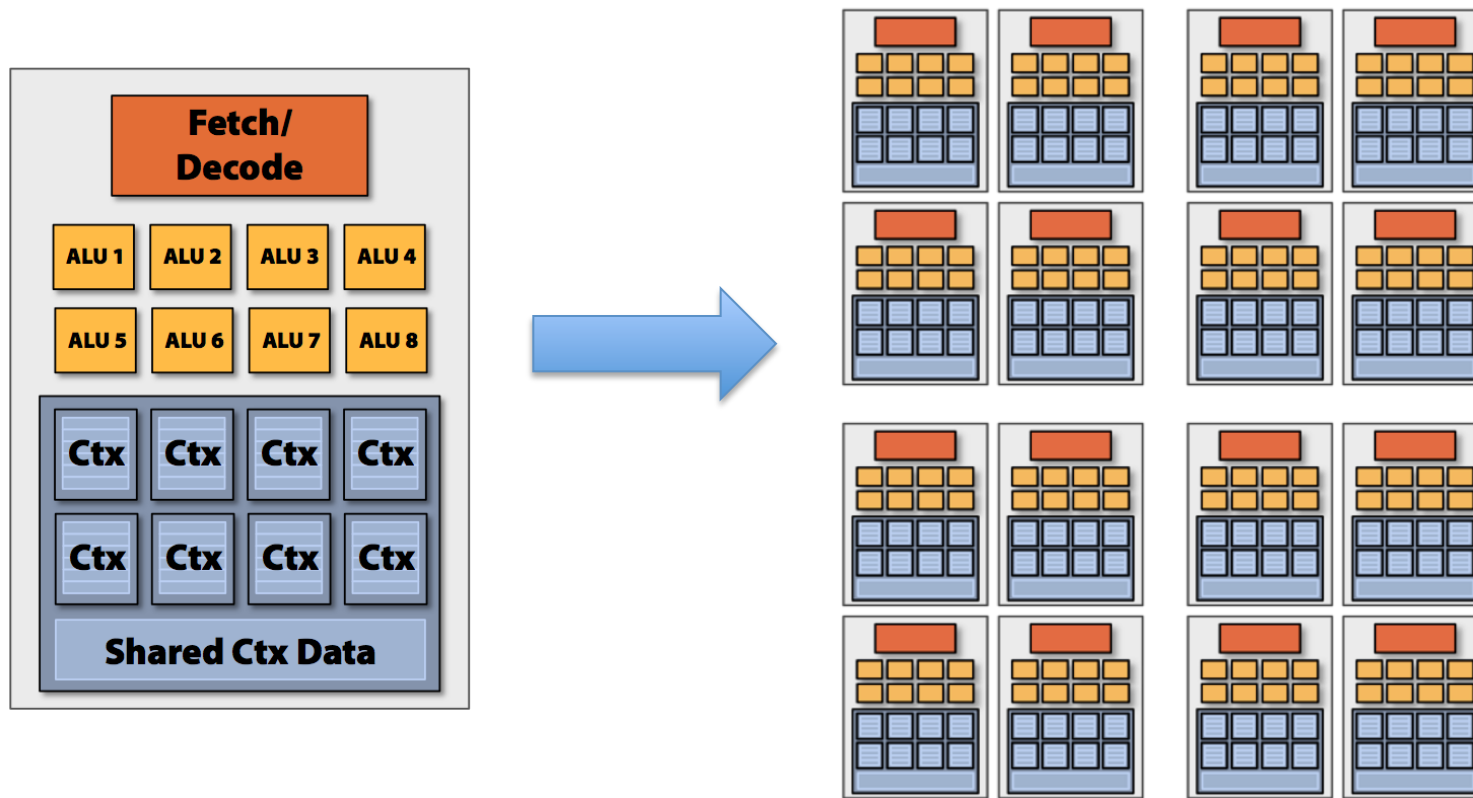 Fetch/
Decode
ALU 1 ALU 2 ALU 3 ALU 4
ALU 5 ALU 6 ALU 7 ALU 8
Ctx Ctx Ctx Ctx
Ctx Ctx Ctx Ctx
Shared Ctx Data